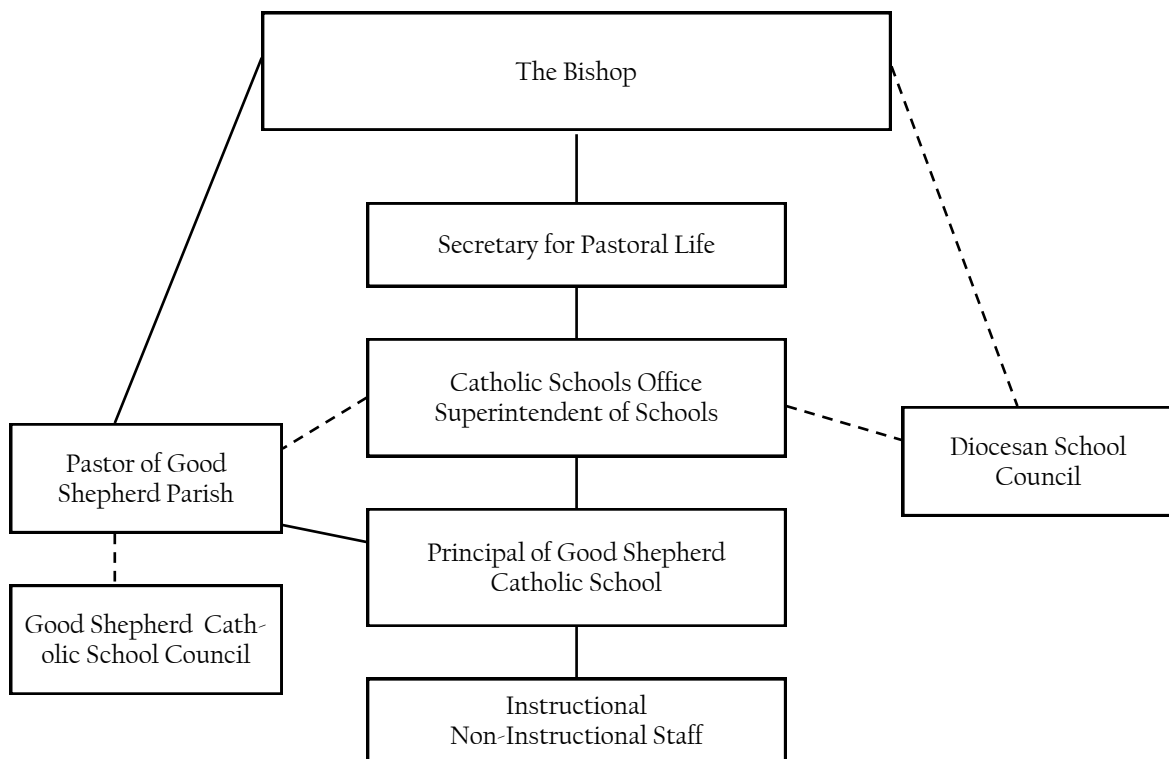 The Bishop
Secretary for Pastoral Life
Catholic Schools Office
Superintendent of Schools
Pastor of Good
Shepherd Parish
Diocesan School
Council
Principal of Good Shepherd
Catholic School
Good Shepherd  Cath-
olic School Council
Instructional
Non-Instructional Staff